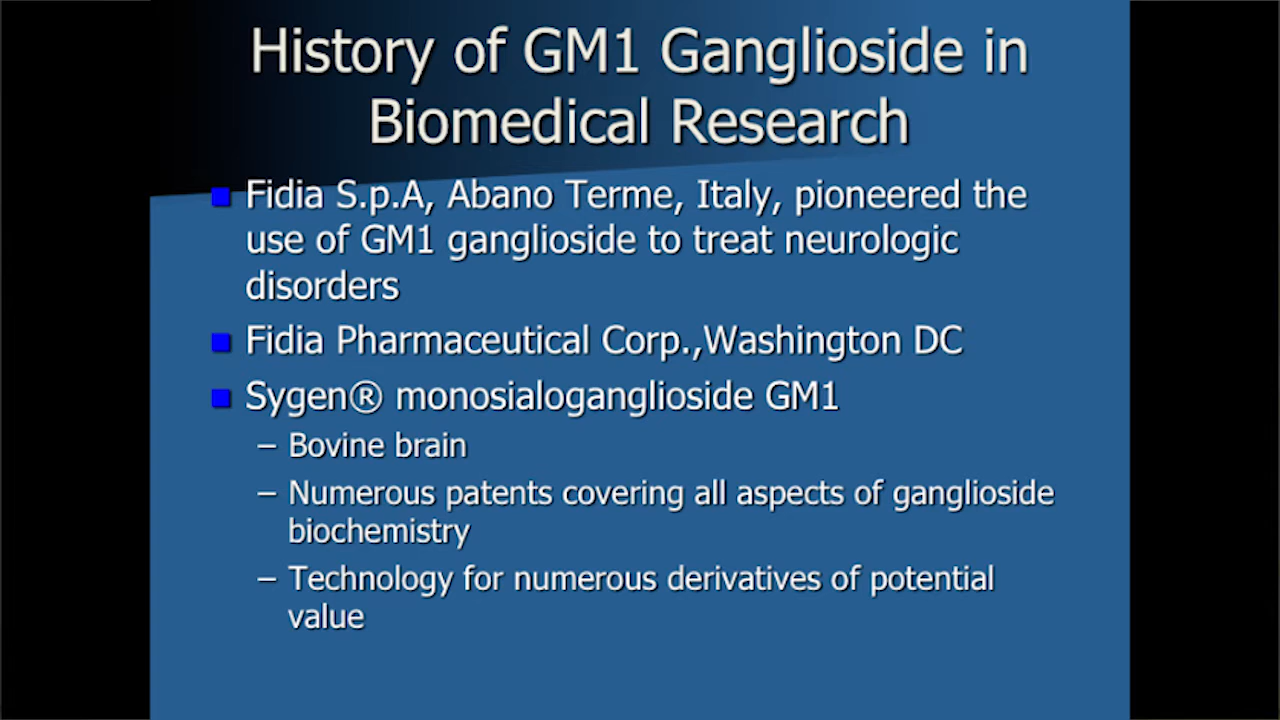 History of GM1 Ganglioside in
Biomedical Research
Fidia S.p.A, Abano Terme, Italy, pioneered the
use of GM1 ganglioside to treat neurologic
disorders
Fidia Pharmaceutical Corp.,Washington DC
Sygen® monosialoganglioside GM1
– Bovine brain
– Numerous patents covering all aspects of ganglioside
biochemistry
– Technology for numerous derivatives of potential
value